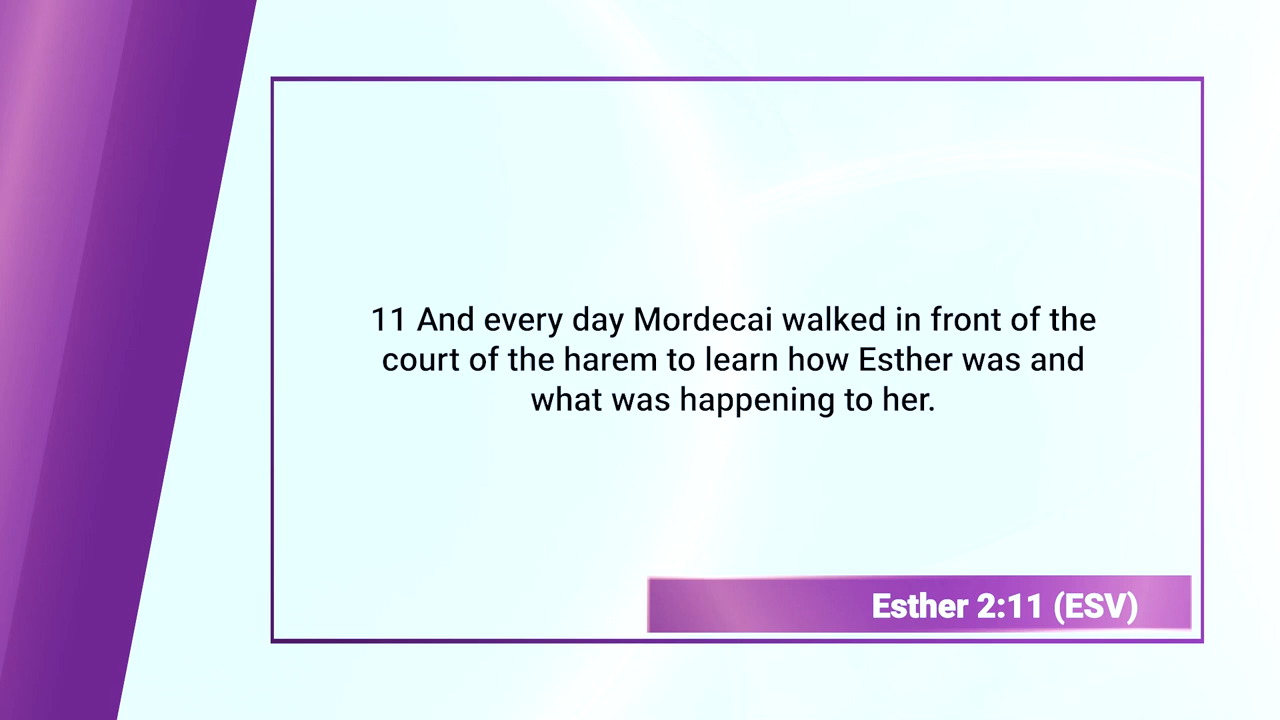 11 And every day Mordecai walked in front of the
court of the harem to learn how Esther was and
what was happening to her.
Esther 2:11 (ESV)